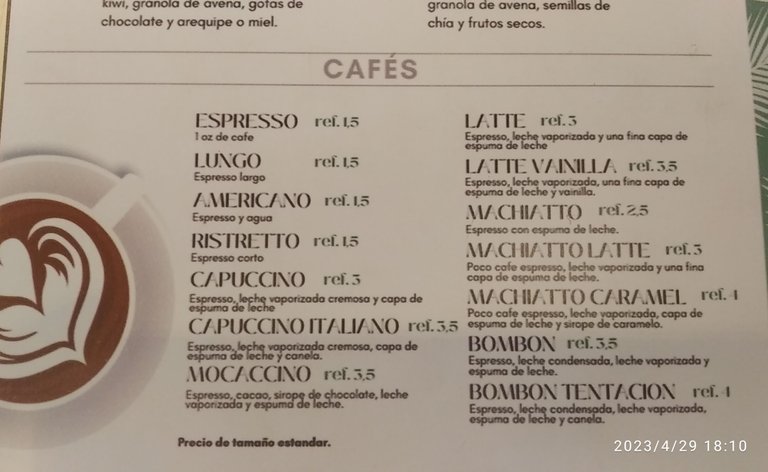 kiwi, granola de avena, gotas de
chocolate y arequipe o miel.
granola de avena, semillas de
chía y frutos secos.
CAFÉS
ESPRESSO ref. 1,5
1 oz de cafe
LUNGO ref. 1,5
Espresso largo
AMERICANO ref. 1,5
Espresso y agua
RISTRETTO ref. 1,5
Espresso corto
CAPUCCINO ref. 3
Espresso, leche vaporizada cremosa y capa de
espuma de leche
CAPUCCINO ITALIANO ref. 3,5
Espresso, leche vaporizada cremosa, capa de
espuma de leche y canela.
MOCACCINO ref. 3,5
Espresso, cacao, sirope de chocolate, leche
vaporizada y espuma de leche.
LATTE ref. 3
Espresso, leche vaporizada y una fina capa de
espuma de leche
LATTE VAINILLA ref. 3,5
Espresso, leche vaporizada, una fina capa de
espuma de leche y vainilla.
MACHIATTO ref. 2,5
Espresso con espuma de leche.
MACHIATTO LATTE ref. 3
Poco cafe espresso, leche vaporizada y una fina
capa de espuma de leche.
MACHIATTO CARAMEL ref. 4
Poco cafe espresso, leche vaporizada, capa de
espuma de leche y sirope de caramelo.
BOMBON ref. 3,5
Espresso, leche condensada, leche vaporizada y
espuma de leche.
BOMBON TENTACION ref. 4
Espresso, leche condensada, leche vaporizada,
espuma de leche y canela.
Precio de tamaño estandar.
2023/4/29 18:10